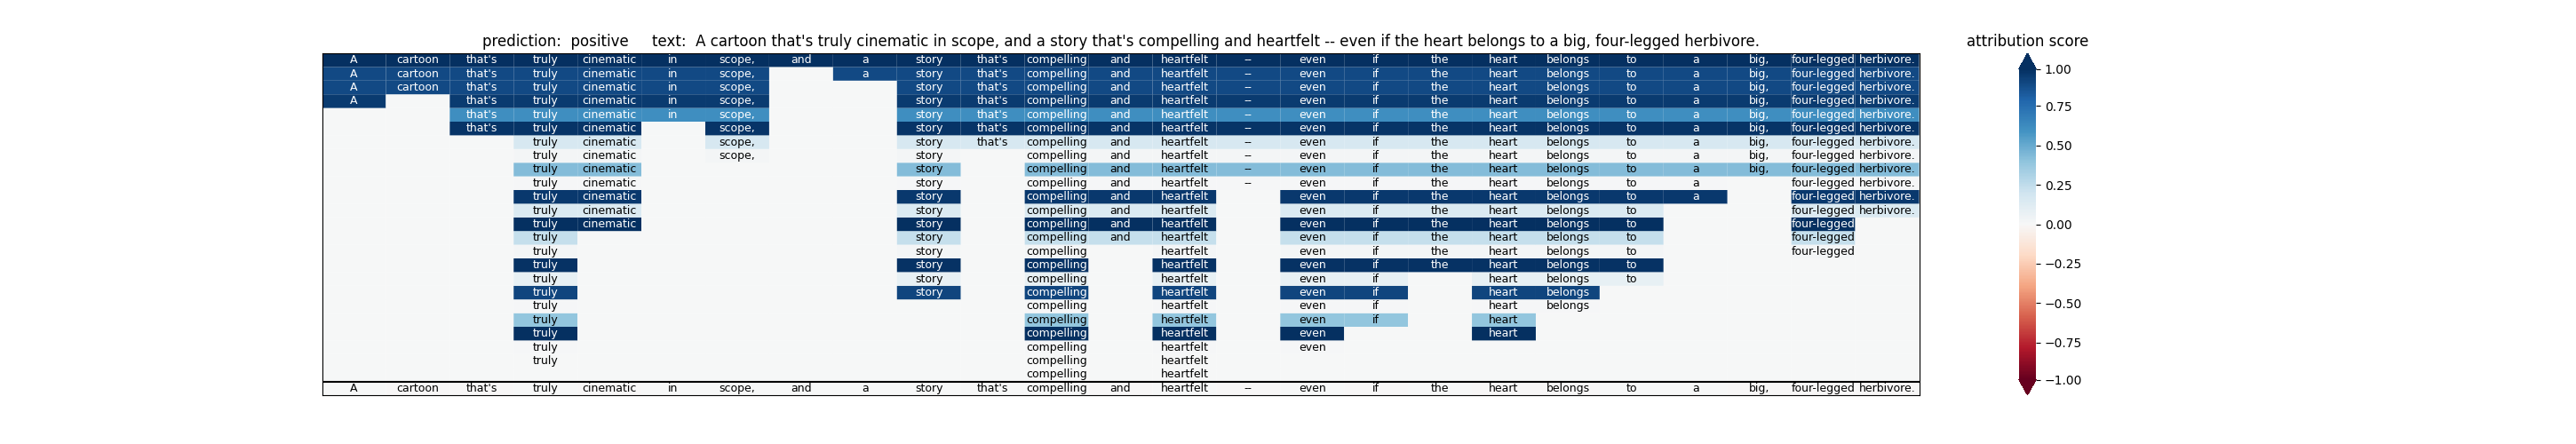 prediction: positive text: A cartoon that's truly cinematic in scope, and a story that's compelling and heartfelt -- even if the heart belongs to a big, four-legged herbivore.
attribution score
A cartoon that's truly cinematic in scope, and a story that's compelling and heartfelt -- even if the heart belongs to a big, four-legged herbivore.
A cartoon that's truly cinematic in scope, a story that's compelling and heartfelt -- even if the heart belongs to a big, four-legged herbivore.
A cartoon that's truly cinematic in scope, story that's compelling and heartfelt -- even if the heart belongs to a big, four-legged herbivore.
A that's truly cinematic in scope, story that's compelling and heartfelt -- even if the heart belongs to a big, four-legged herbivore.
that's truly cinematic in scope, story that's compelling and heartfelt -- even if the heart belongs to a big, four-legged herbivore.
that's truly cinematic scope, story that's compelling and heartfelt -- even if the heart belongs to a big, four-legged herbivore.
truly cinematic scope, story that's compelling and heartfelt -- even if the heart belongs to a big, four-legged herbivore.
truly cinematic scope, story compelling and heartfelt -- even if the heart belongs to a big, four-legged herbivore.
truly cinematic story compelling and heartfelt -- even if the heart belongs to a big, four-legged herbivore.
truly cinematic story compelling and heartfelt -- even if the heart belongs to a four-legged herbivore.
truly cinematic story compelling and heartfelt even if the heart belongs to a four-legged herbivore.
truly cinematic story compelling and heartfelt even if the heart belongs to four-legged herbivore.
truly cinematic story compelling and heartfelt even if the heart belongs to four-legged
truly story compelling and heartfelt even if the heart belongs to four-legged
truly story compelling heartfelt even if the heart belongs to four-legged
truly story compelling heartfelt even if the heart belongs to
truly story compelling heartfelt even if heart belongs to
truly story compelling heartfelt even if heart belongs
truly compelling heartfelt even if heart belongs
truly compelling heartfelt even if heart
truly compelling heartfelt even heart
truly compelling heartfelt even
truly compelling heartfelt
compelling heartfelt
A cartoon that's truly cinematic in scope, and a story that's compelling and heartfelt -- even if the heart belongs to a big, four-legged herbivore.
1.00
0.75
0.50
0.25
0.00
−0.25
−0.50
−0.75
−1.00